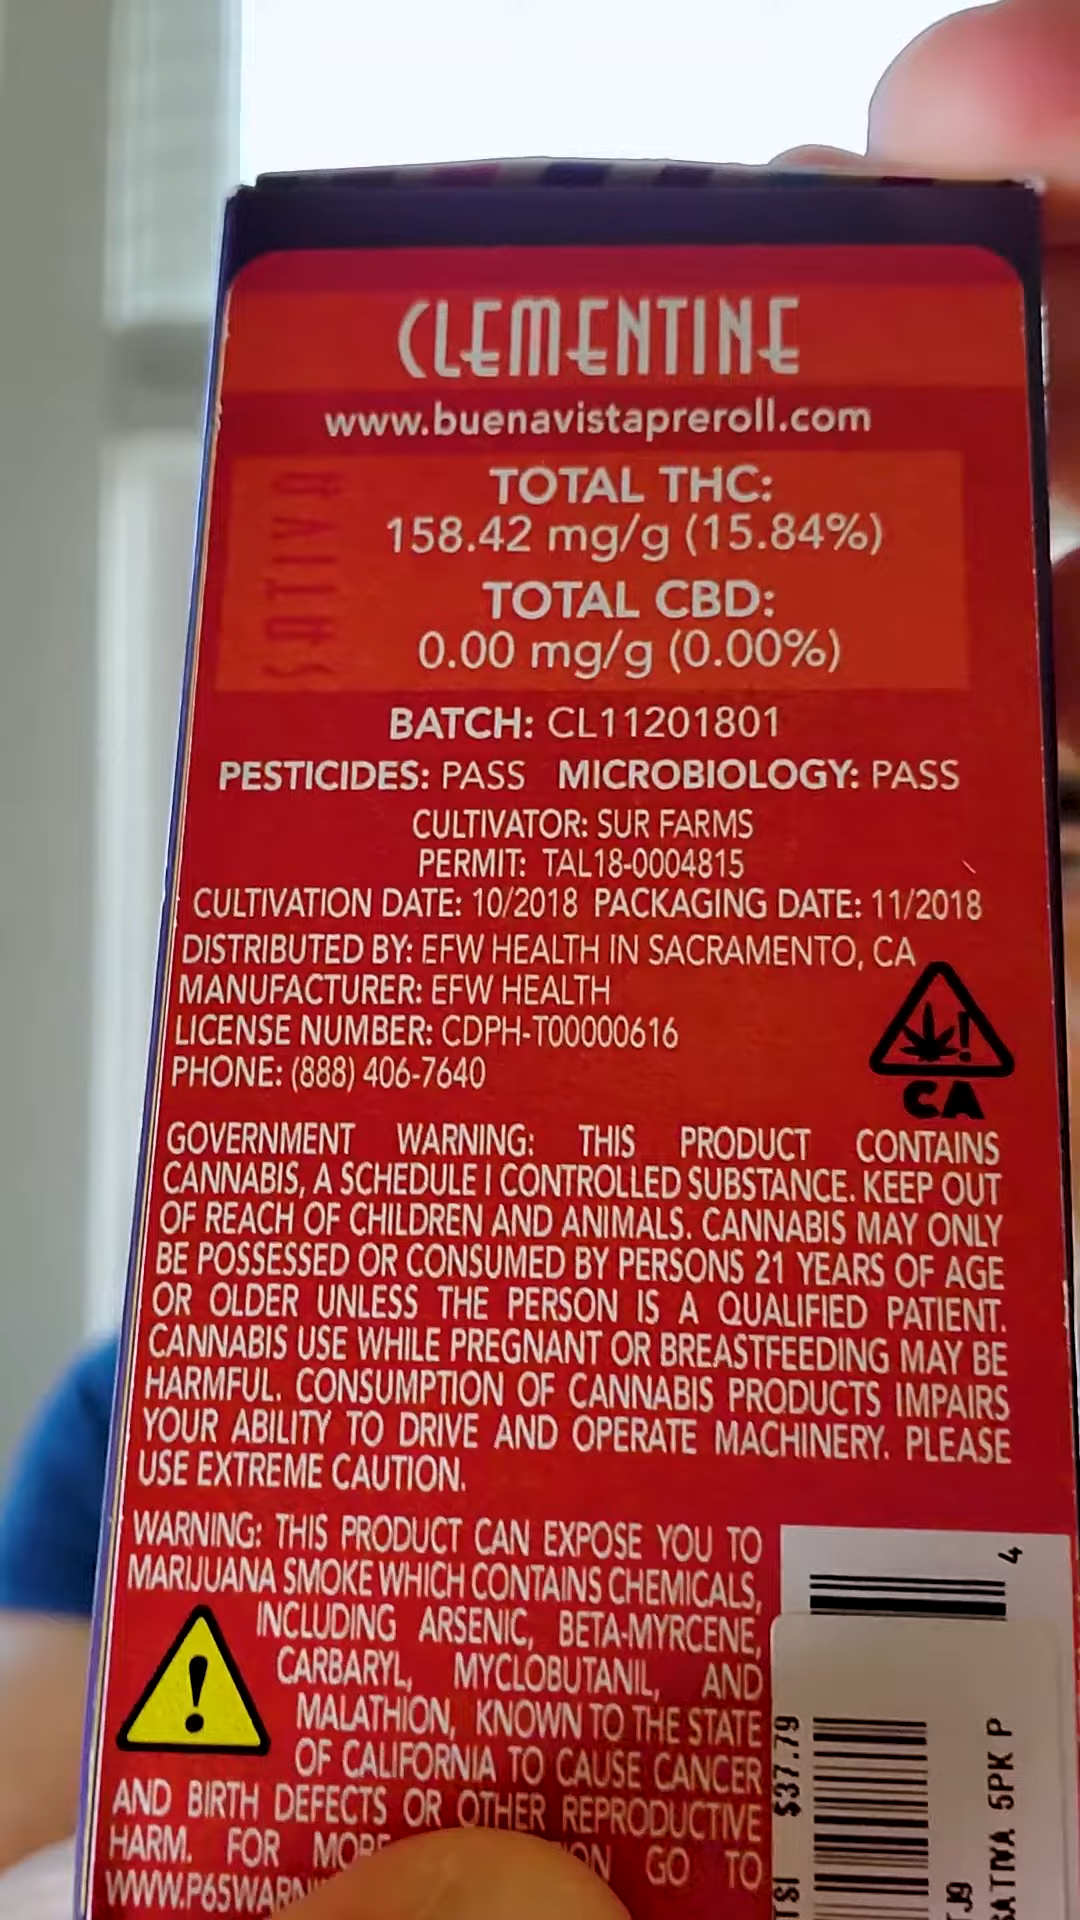 CLEMENTINE
www.buenavistapreroll.com
SATIVA
TOTAL THC:
158.42 mg/g (15.84%)
TOTAL CBD:
0.00 mg/g (0.00%)
BATCH: CL11201801
PESTICIDES: PASS MICROBIOLOGY: PASS
CULTIVATOR: SUR FARMS
PERMIT: TAL18-0004815
CULTIVATION DATE: 10/2018 PACKAGING DATE: 11/2018
DISTRIBUTED BY: EFW HEALTH IN SACRAMENTO, CA
MANUFACTURER: EFW HEALTH
LICENSE NUMBER: CDPH-T00000616
PHONE: (888) 406-7640
!
CA
GOVERNMENT WARNING: THIS PRODUCT CONTAINS
CANNABIS, A SCHEDULE I CONTROLLED SUBSTANCE. KEEP OUT
OF REACH OF CHILDREN AND ANIMALS. CANNABIS MAY ONLY
BE POSSESSED OR CONSUMED BY PERSONS 21 YEARS OF AGE
OR OLDER UNLESS THE PERSON IS A QUALIFIED PATIENT.
CANNABIS USE WHILE PREGNANT OR BREASTFEEDING MAY BE
HARMFUL. CONSUMPTION OF CANNABIS PRODUCTS IMPAIRS
YOUR ABILITY TO DRIVE AND OPERATE MACHINERY. PLEASE
USE EXTREME CAUTION.
WARNING: THIS PRODUCT CAN EXPOSE YOU TO
MARIJUANA SMOKE WHICH CONTAINS CHEMICALS,
INCLUDING ARSENIC, BETA-MYRCENE,
CARBARYL, MYCLOBUTANIL, AND
MALATHION, KNOWN TO THE STATE
OF CALIFORNIA TO CAUSE CANCER
AND BIRTH DEFECTS OR OTHER REPRODUCTIVE
HARM. FOR GO TO
!
4
$37.79
5PK P